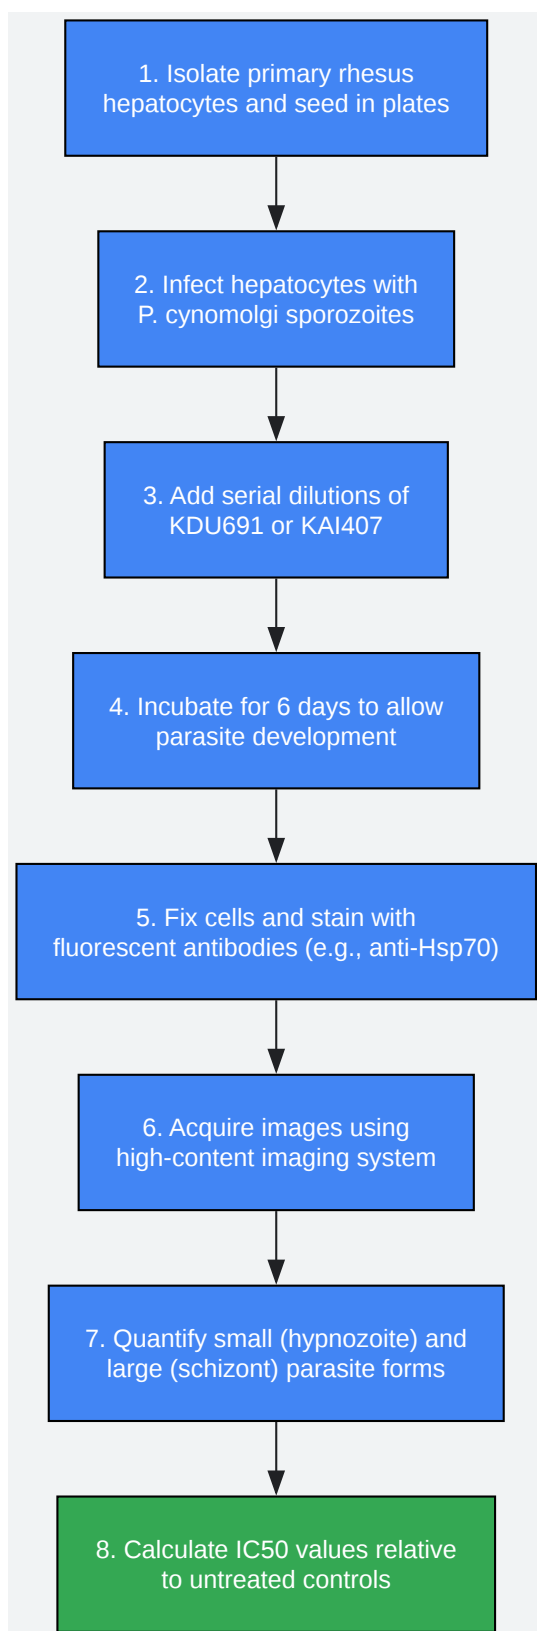 1. Isolate primary rhesus
hepatocytes and seed in plates
2. Infect hepatocytes with
P. cynomolgi sporozoites
3. Add serial dilutions of
KDU691 or KAI407
4. Incubate for 6 days to allow
parasite development
5. Fix cells and stain with
fluorescent antibodies (e.g., anti-Hsp70)
6. Acquire images using
high-content imaging system
7. Quantify small (hypnozoite) and
large (schizont) parasite forms
8. Calculate IC50 values relative
to untreated controls